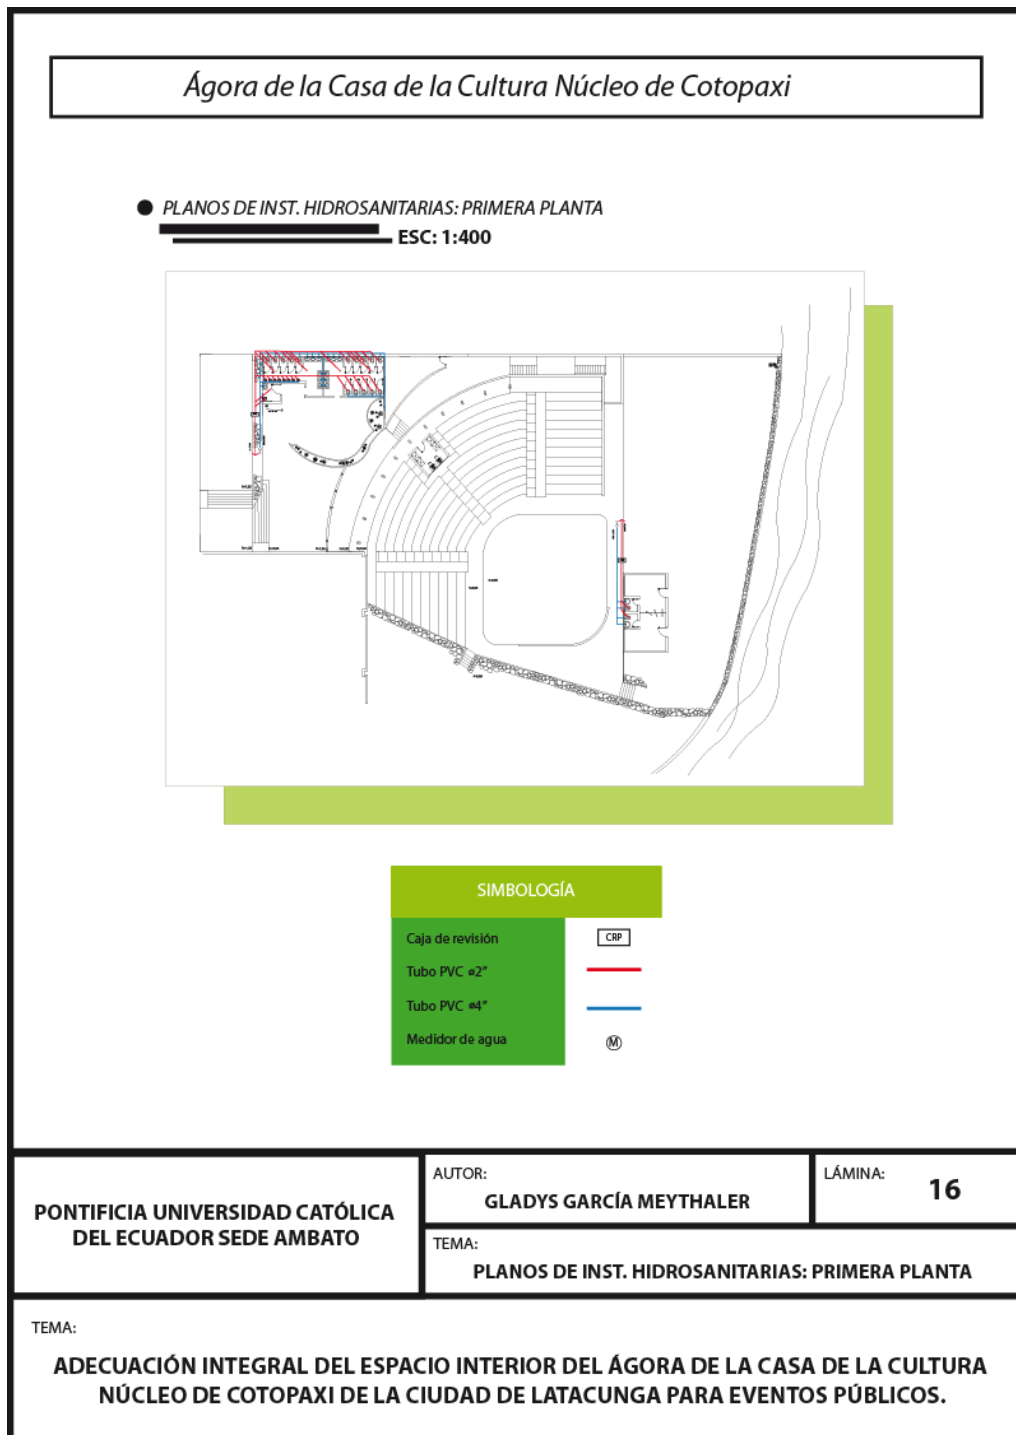 Ágora de la Casa de la Cultura Núcleo de Cotopaxi
PLANOS DE INST. HIDROSANITARIAS: PRIMERA PLANTA
ESC: 1:400
SIMBOLOGÍA
Caja de revisión
CRP
Tubo PVC ø2"
Tubo PVC ø4"
Medidor de agua
M
PONTIFICIA UNIVERSIDAD CATÓLICA
DEL ECUADOR SEDE AMBATO
AUTOR:
GLADYS GARCÍA MEYTHALER
LÁMINA:
16
TEMA:
PLANOS DE INST. HIDROSANITARIAS: PRIMERA PLANTA
TEMA:
ADECUACIÓN INTEGRAL DEL ESPACIO INTERIOR DEL ÁGORA DE LA CASA DE LA CULTURA
NÚCLEO DE COTOPAXI DE LA CIUDAD DE LATACUNGA PARA EVENTOS PÚBLICOS.